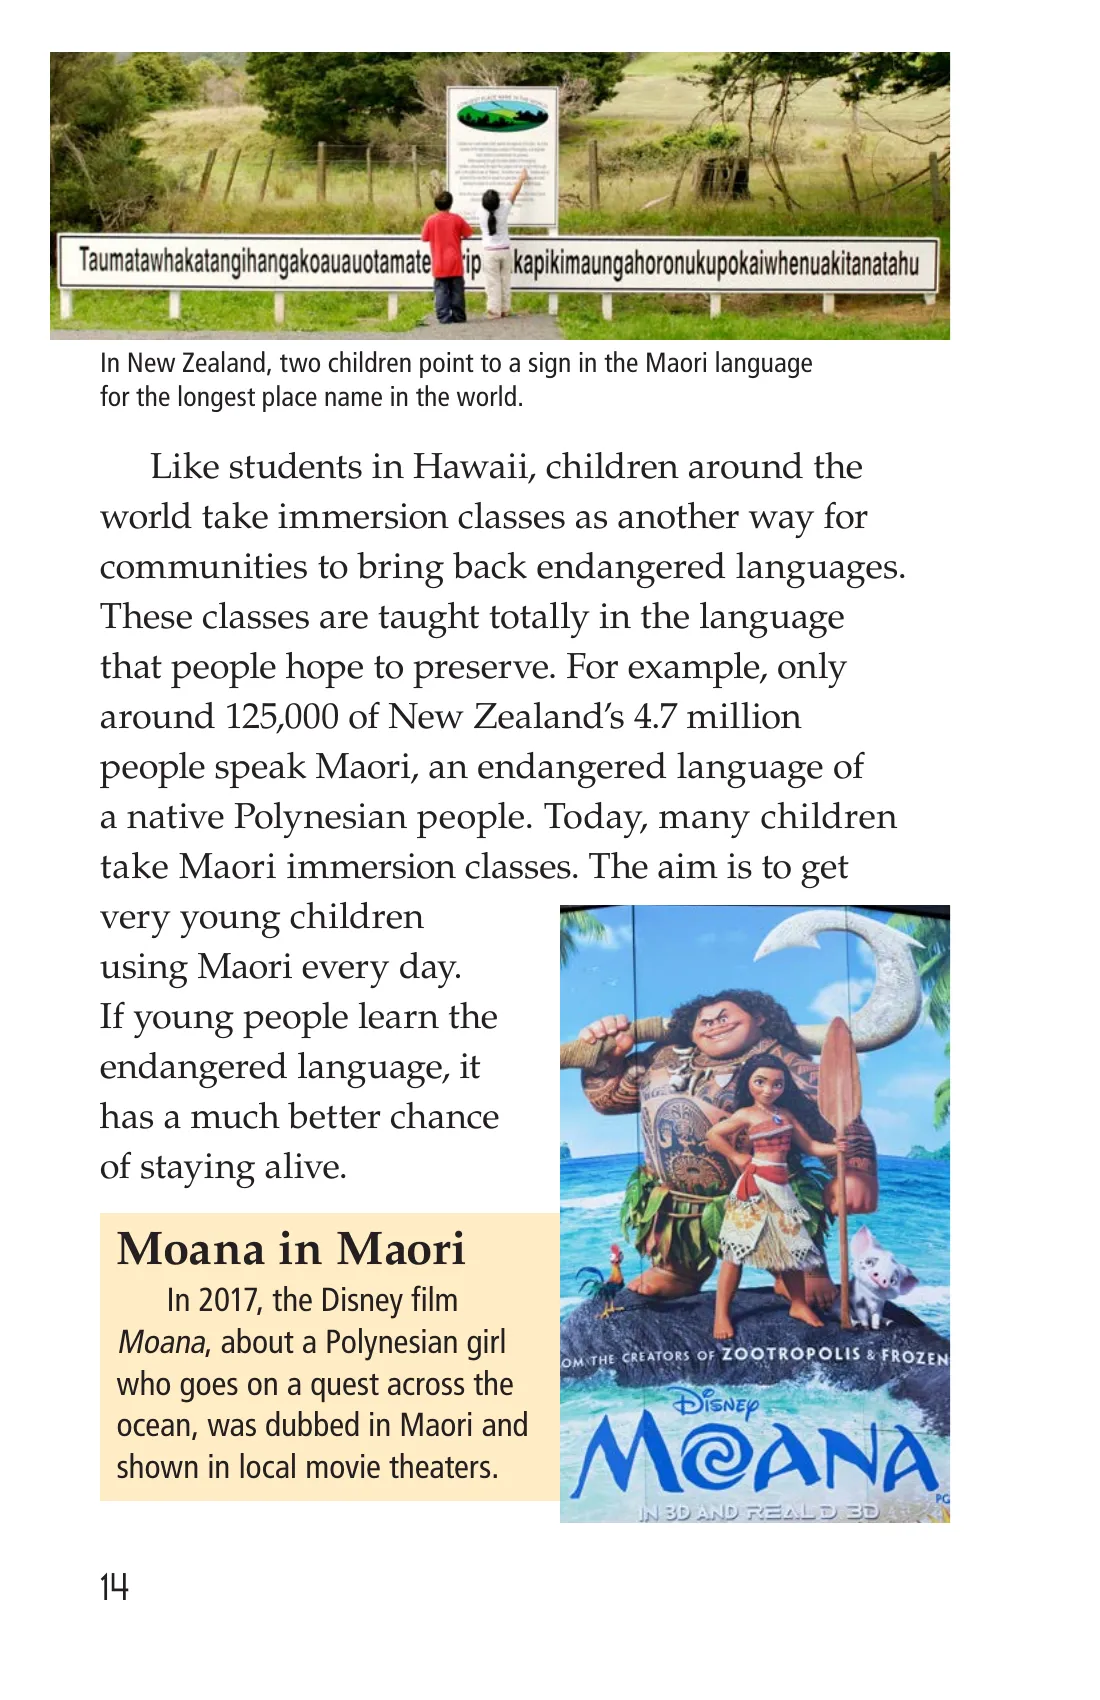 LONGEST PLACE NAME IN THE WORLD
Taumatawhakatangihangakoauauotamate rip kapikimaungahoronukupokaiwhenuakitanatahu
In New Zealand, two children point to a sign in the Maori language
for the longest place name in the world.
Like students in Hawaii, children around the
world take immersion classes as another way for
communities to bring back endangered languages.
These classes are taught totally in the language
that people hope to preserve. For example, only
around 125,000 of New Zealand’s 4.7 million
people speak Maori, an endangered language of
a native Polynesian people. Today, many children
take Maori immersion classes. The aim is to get
very young children
using Maori every day.
If young people learn the
endangered language, it
has a much better chance
of staying alive.
Moana in Maori
In 2017, the Disney film
Moana, about a Polynesian girl
who goes on a quest across the
ocean, was dubbed in Maori and
shown in local movie theaters.
OM THE CREATORS OF ZOOTROPOLIS & FROZEN
Disney
MOANA
PG
IN 3D AND REAL D 3D
14